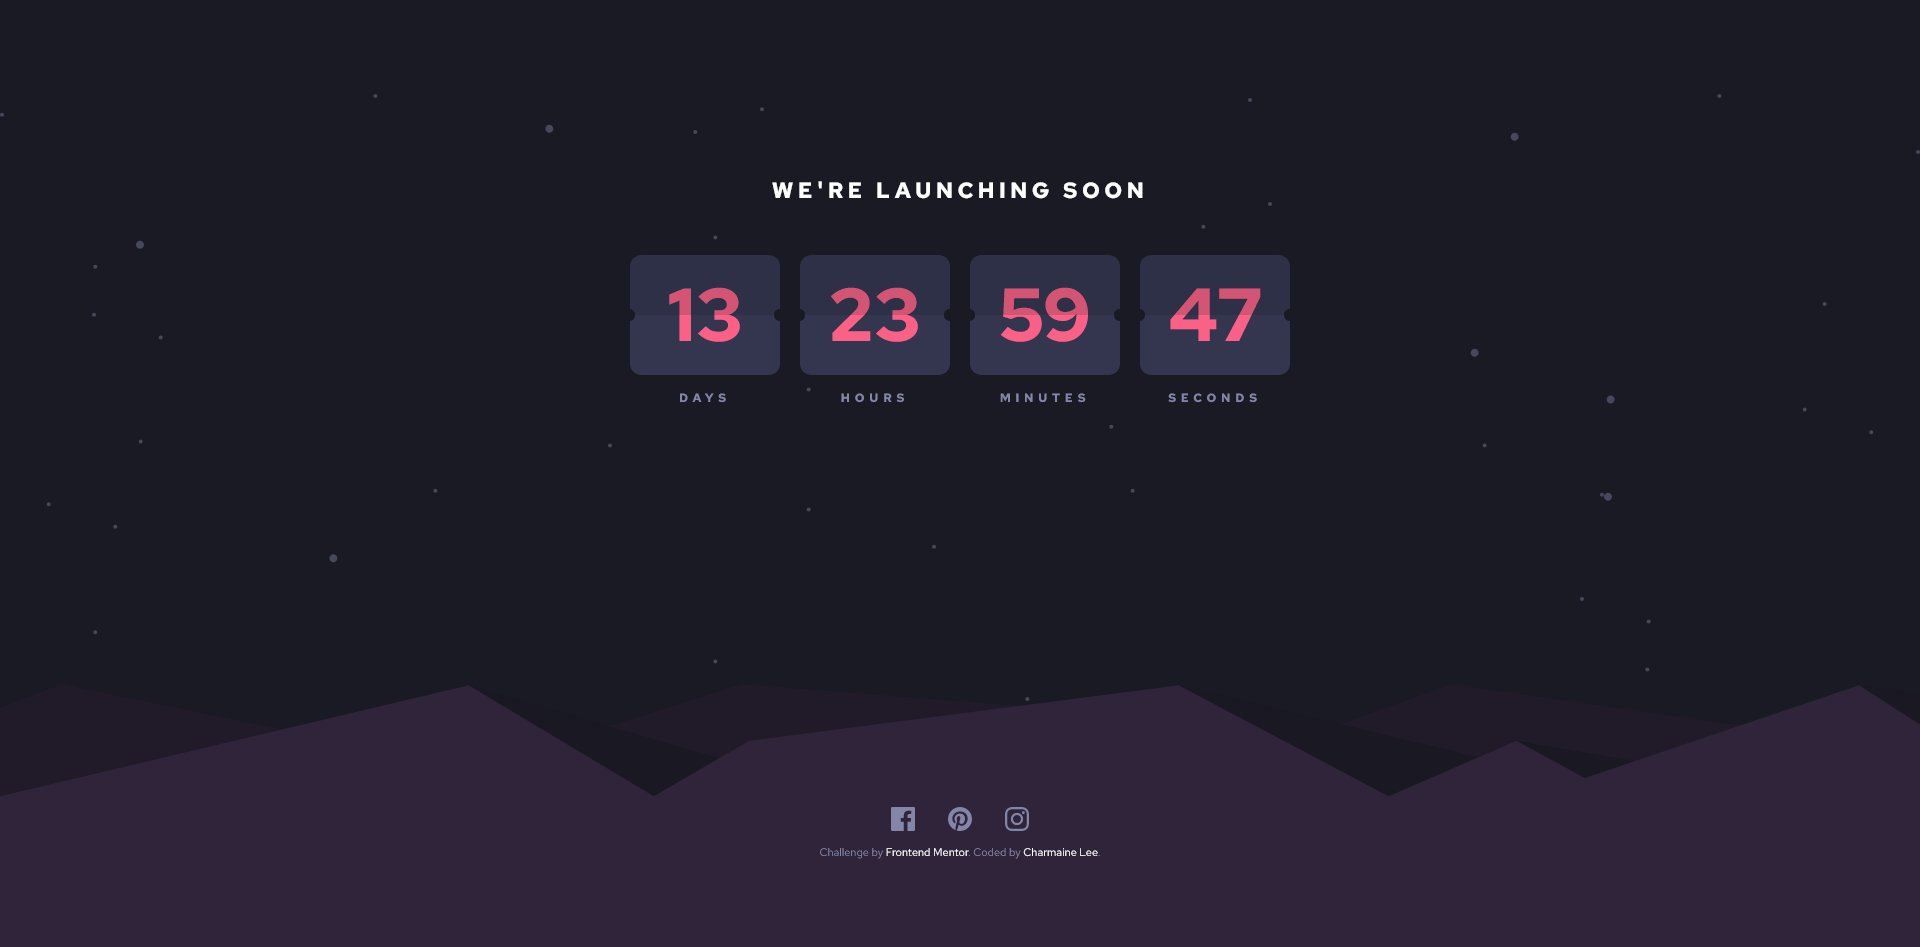 WE'RE LAUNCHING SOON
13 23 59 47
DAYS HOURS MINUTES SECONDS
Challenge by Frontend Mentor. Coded by Charmaine Lee.